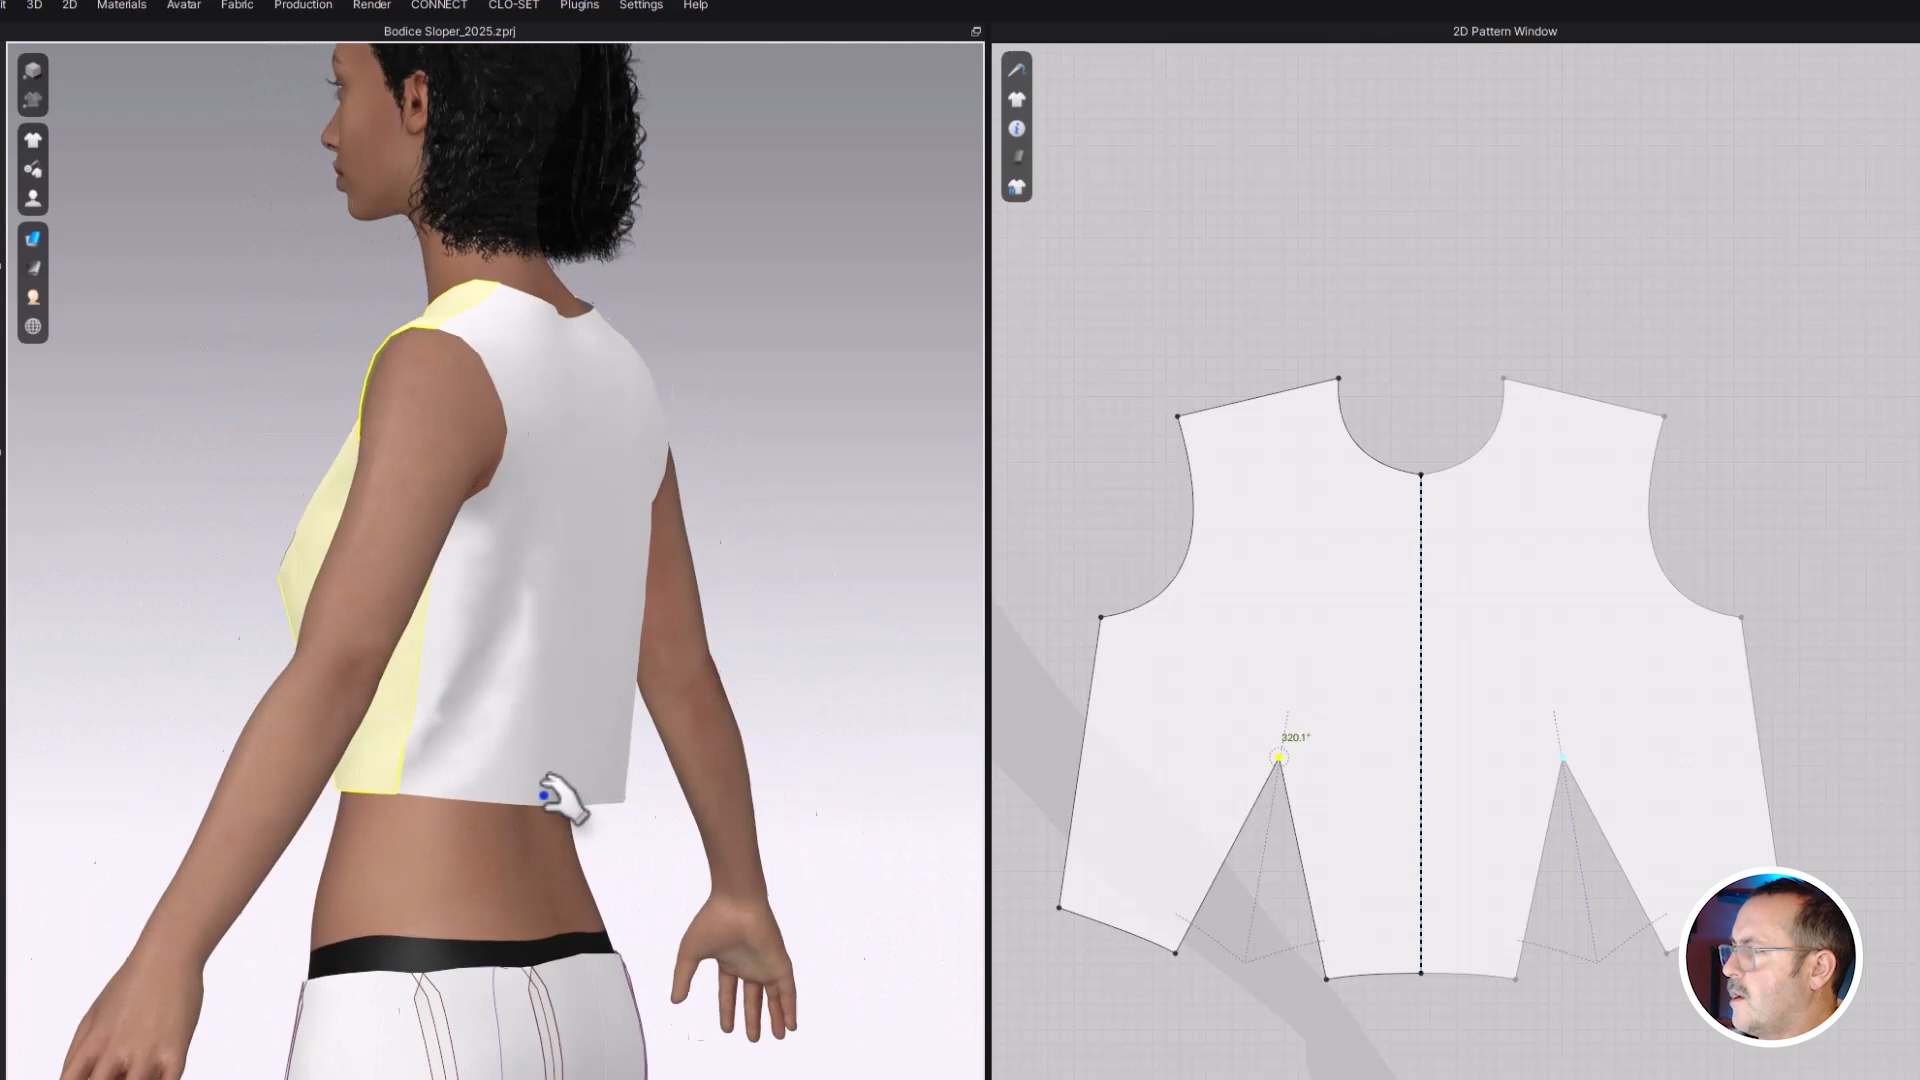 it 3D 2D Materials Avatar Fabric Production Render CONNECT CLO-SET Plugins Settings Help
Bodice Sloper_2025.zprj
2D Pattern Window
320.1°